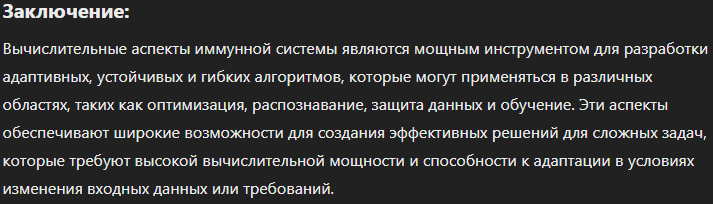 Заключение:
Вычислительные аспекты иммунной системы являются мощным инструментом для разработки
адаптивных, устойчивых и гибких алгоритмов, которые могут применяться в различных
областях, таких как оптимизация, распознавание, защита данных и обучение. Эти аспекты
обеспечивают широкие возможности для создания эффективных решений для сложных задач,
которые требуют высокой вычислительной мощности и способности к адаптации в условиях
изменения входных данных или требований.